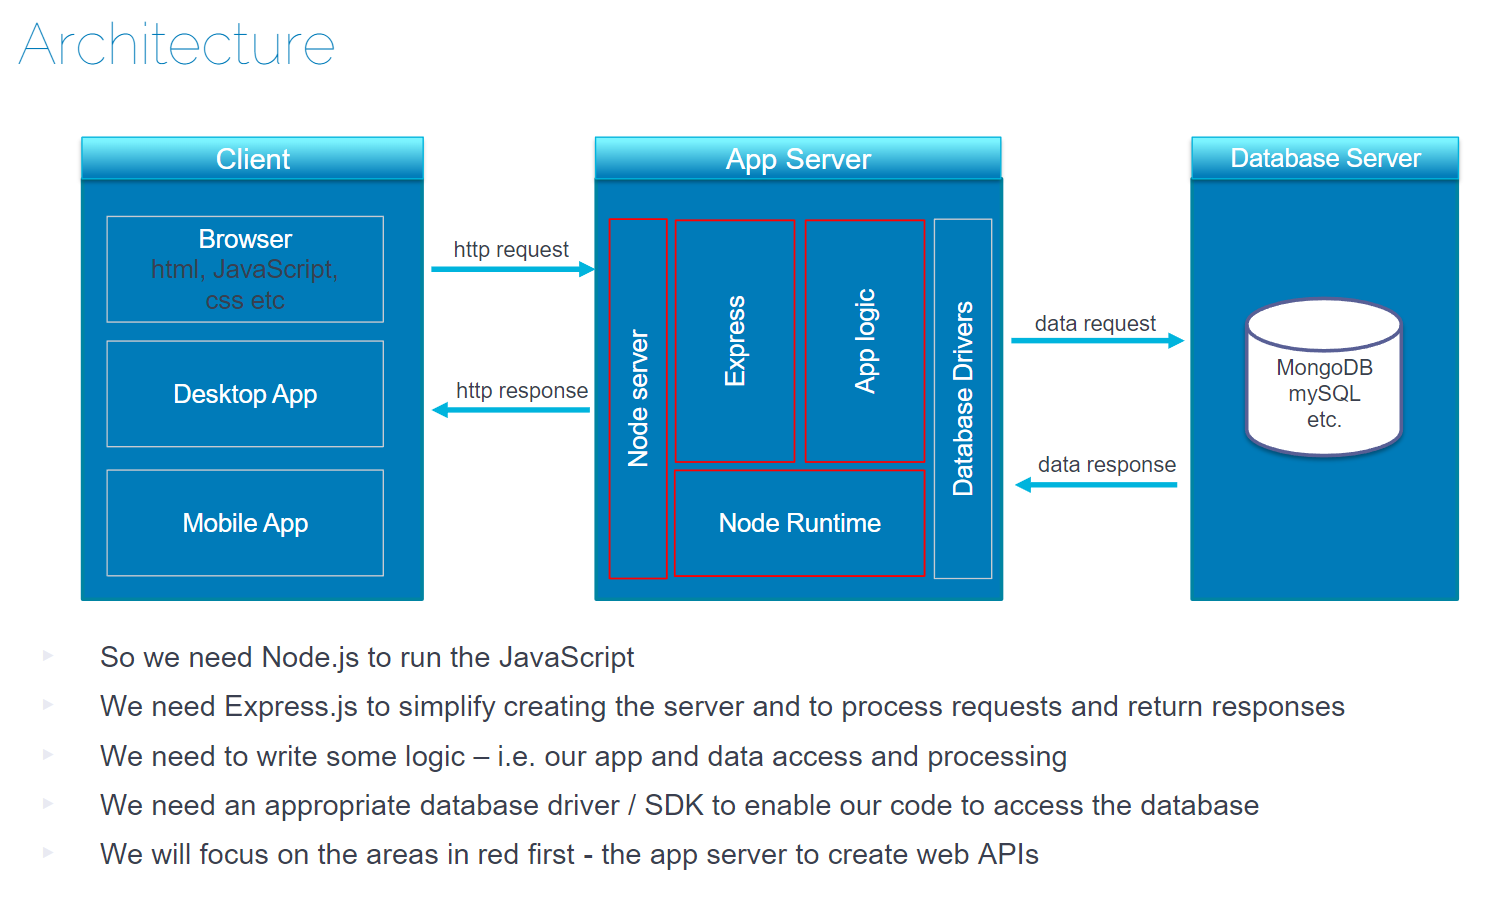 Architecture
Client
Browser
html, JavaScript,
css etc
Desktop App
Mobile App
http request
http response
App Server
Node server
Express
App logic
Node Runtime
Database Drivers
data request
data response
Database Server
MongoDB
mySQL
etc.
So we need Node.js to run the JavaScript
We need Express.js to simplify creating the server and to process requests and return responses
We need to write some logic – i.e. our app and data access and processing
We need an appropriate database driver / SDK to enable our code to access the database
We will focus on the areas in red first - the app server to create web APIs